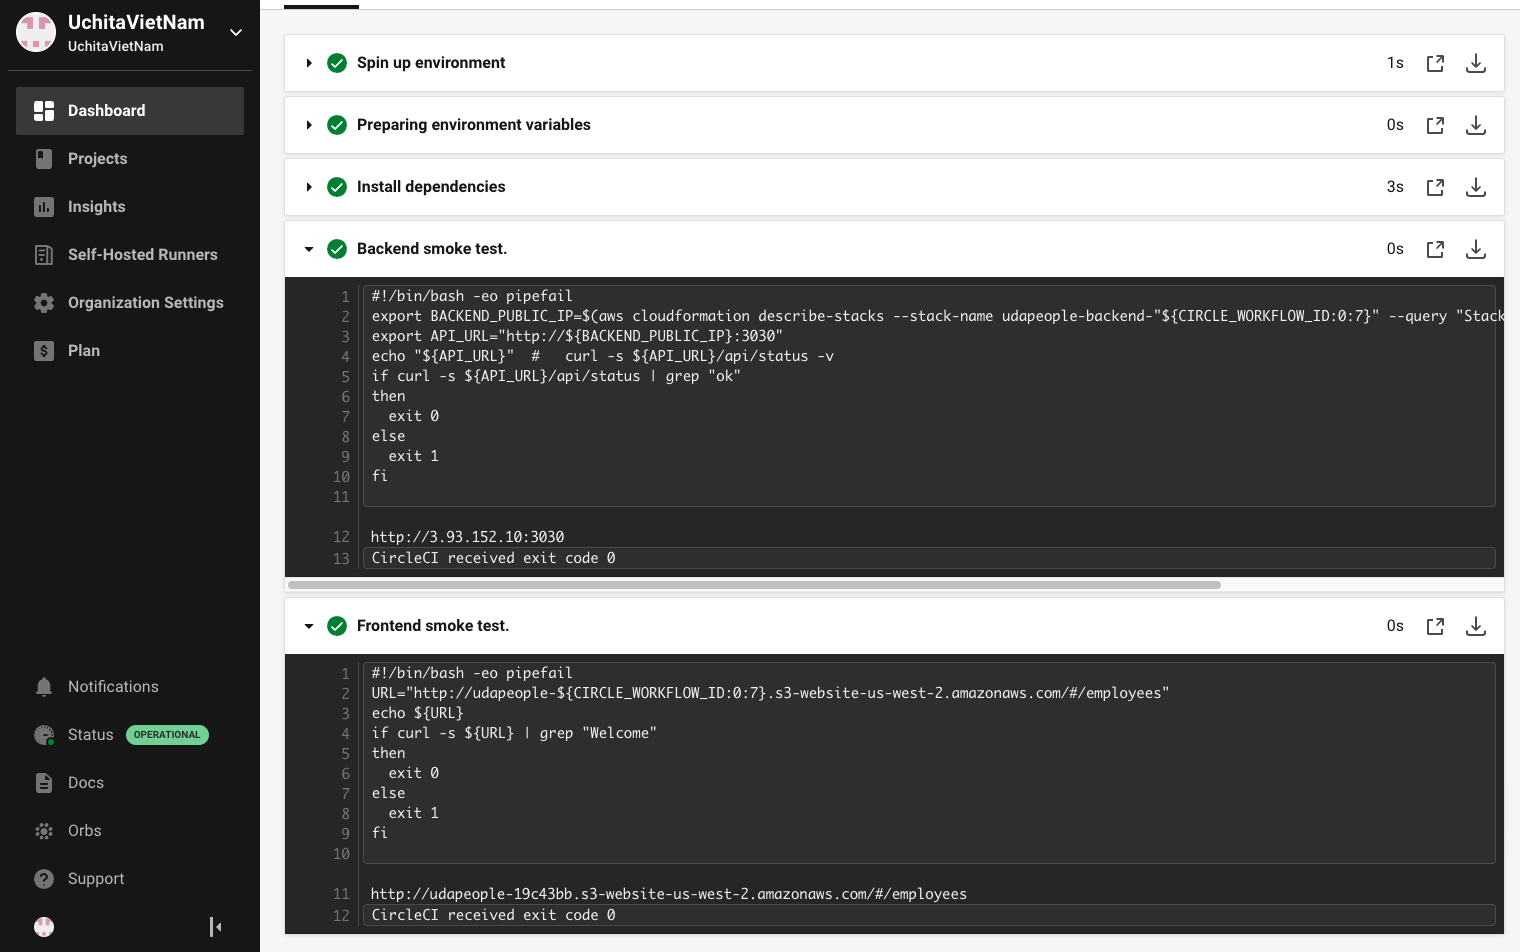 UchitaVietNam
UchitaVietNam
Dashboard
Projects
Insights
Self-Hosted Runners
Organization Settings
Plan
Notifications
Status OPERATIONAL
Docs
Orbs
Support
Spin up environment 1s
Preparing environment variables 0s
Install dependencies 3s
Backend smoke test. 0s
1 #!/bin/bash -eo pipefail
2 export BACKEND_PUBLIC_IP=$(aws cloudformation describe-stacks --stack-name udapeople-backend-"${CIRCLE_WORKFLOW_ID:0:7}" --query "Stack
3 export API_URL="http://${BACKEND_PUBLIC_IP}:3030"
4 echo "${API_URL}"  #   curl -s ${API_URL}/api/status -v
5 if curl -s ${API_URL}/api/status | grep "ok"
6 then
7   exit 0
8 else
9   exit 1
10 fi
11
12 http://3.93.152.10:3030
13 CircleCI received exit code 0
Frontend smoke test. 0s
1 #!/bin/bash -eo pipefail
2 URL="http://udapeople-${CIRCLE_WORKFLOW_ID:0:7}.s3-website-us-west-2.amazonaws.com/#/employees"
3 echo ${URL}
4 if curl -s ${URL} | grep "Welcome"
5 then
6   exit 0
7 else
8   exit 1
9 fi
10
11 http://udapeople-19c43bb.s3-website-us-west-2.amazonaws.com/#/employees
12 CircleCI received exit code 0